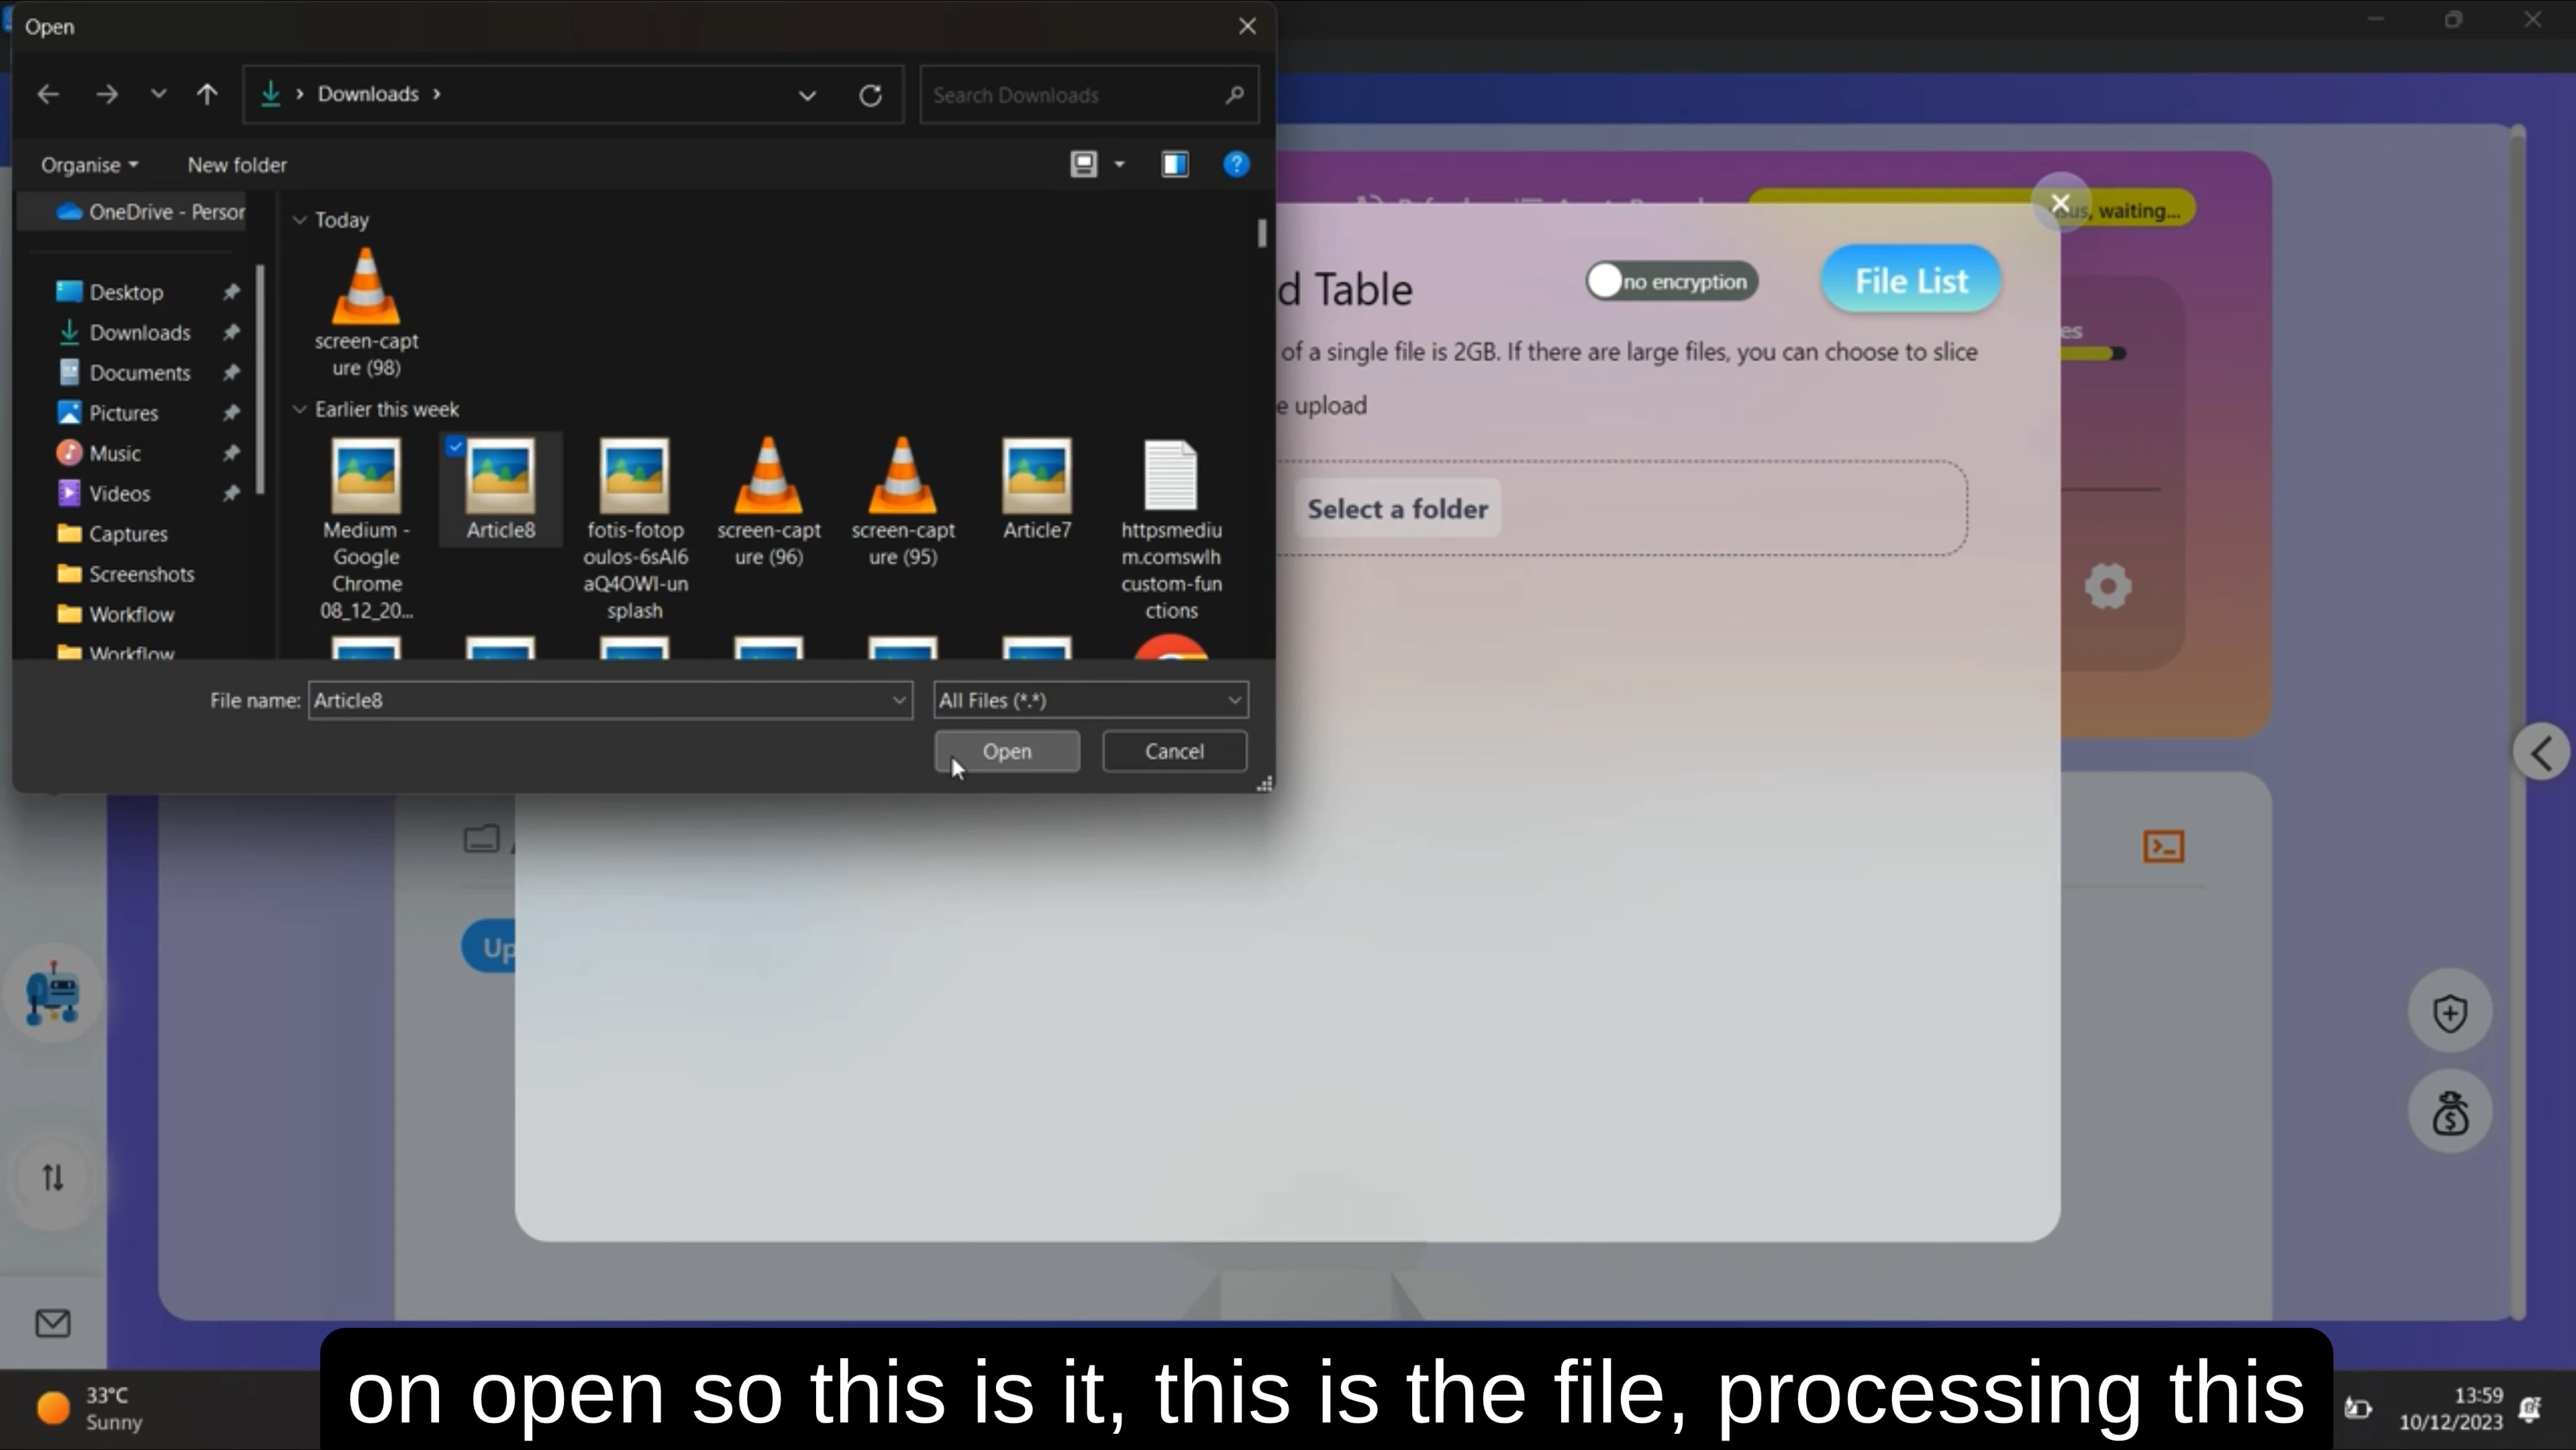 Open
Downloads
Search Downloads
Organise
New folder
OneDrive - Person
Desktop
Downloads
Documents
Pictures
Music
Videos
Captures
Screenshots
Workflow
Workflow
Today
screen-capt
ure (98)
Earlier this week
Medium -
Google
Chrome
08_12_20...
Article8
fotis-fotop
oulos-6sAl6
aQ4OWI-un
splash
screen-capt
ure (96)
screen-capt
ure (95)
Article7
httpsmediu
m.comswlh
custom-fun
ctions
File name: Article8
All Files (*.*)
Open
Cancel
sus, waiting...
d Table
no encryption
File List
es
of a single file is 2GB. If there are large files, you can choose to slice
e upload
Select a folder
Up
on open so this is it, this is the file, processing this
33°C
Sunny
13:59
10/12/2023